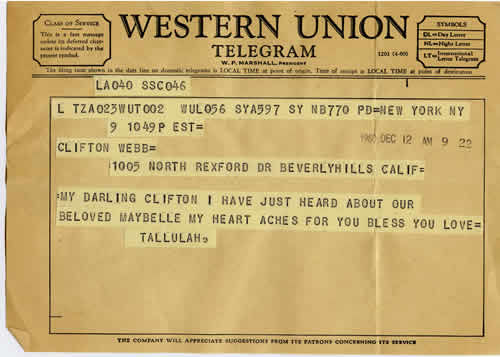 CLASS OF SERVICE
This is a fast message
unless its deferred char-
acter is indicated by the
proper symbol.
WESTERN UNION
TELEGRAM
W. P. MARSHALL, PRESIDENT
1201 (4-60)
SYMBOLS
DL=Day Letter
NL=Night Letter
LT=International Letter Telegram
The filing time shown in the date line on domestic telegrams is LOCAL TIME at point of origin. Time of receipt is LOCAL TIME at point of destination
LA040 SSC046
L TZA023WUT002 WUL056 SYA597 SY NB770 PD=NEW YORK NY
9 1049P EST=
1960 DEC 12 AM 9 22
CLIFTON WEBB=
1005 NORTH REXFORD DR BEVERLYHILLS CALIF=
=MY DARLING CLIFTON I HAVE JUST HEARD ABOUT OUR
BELOVED MAYBELLE MY HEART ACHES FOR YOU BLESS YOU LOVE=
TALLULAH
THE COMPANY WILL APPRECIATE SUGGESTIONS FROM ITS PATRONS CONCERNING ITS SERVICE